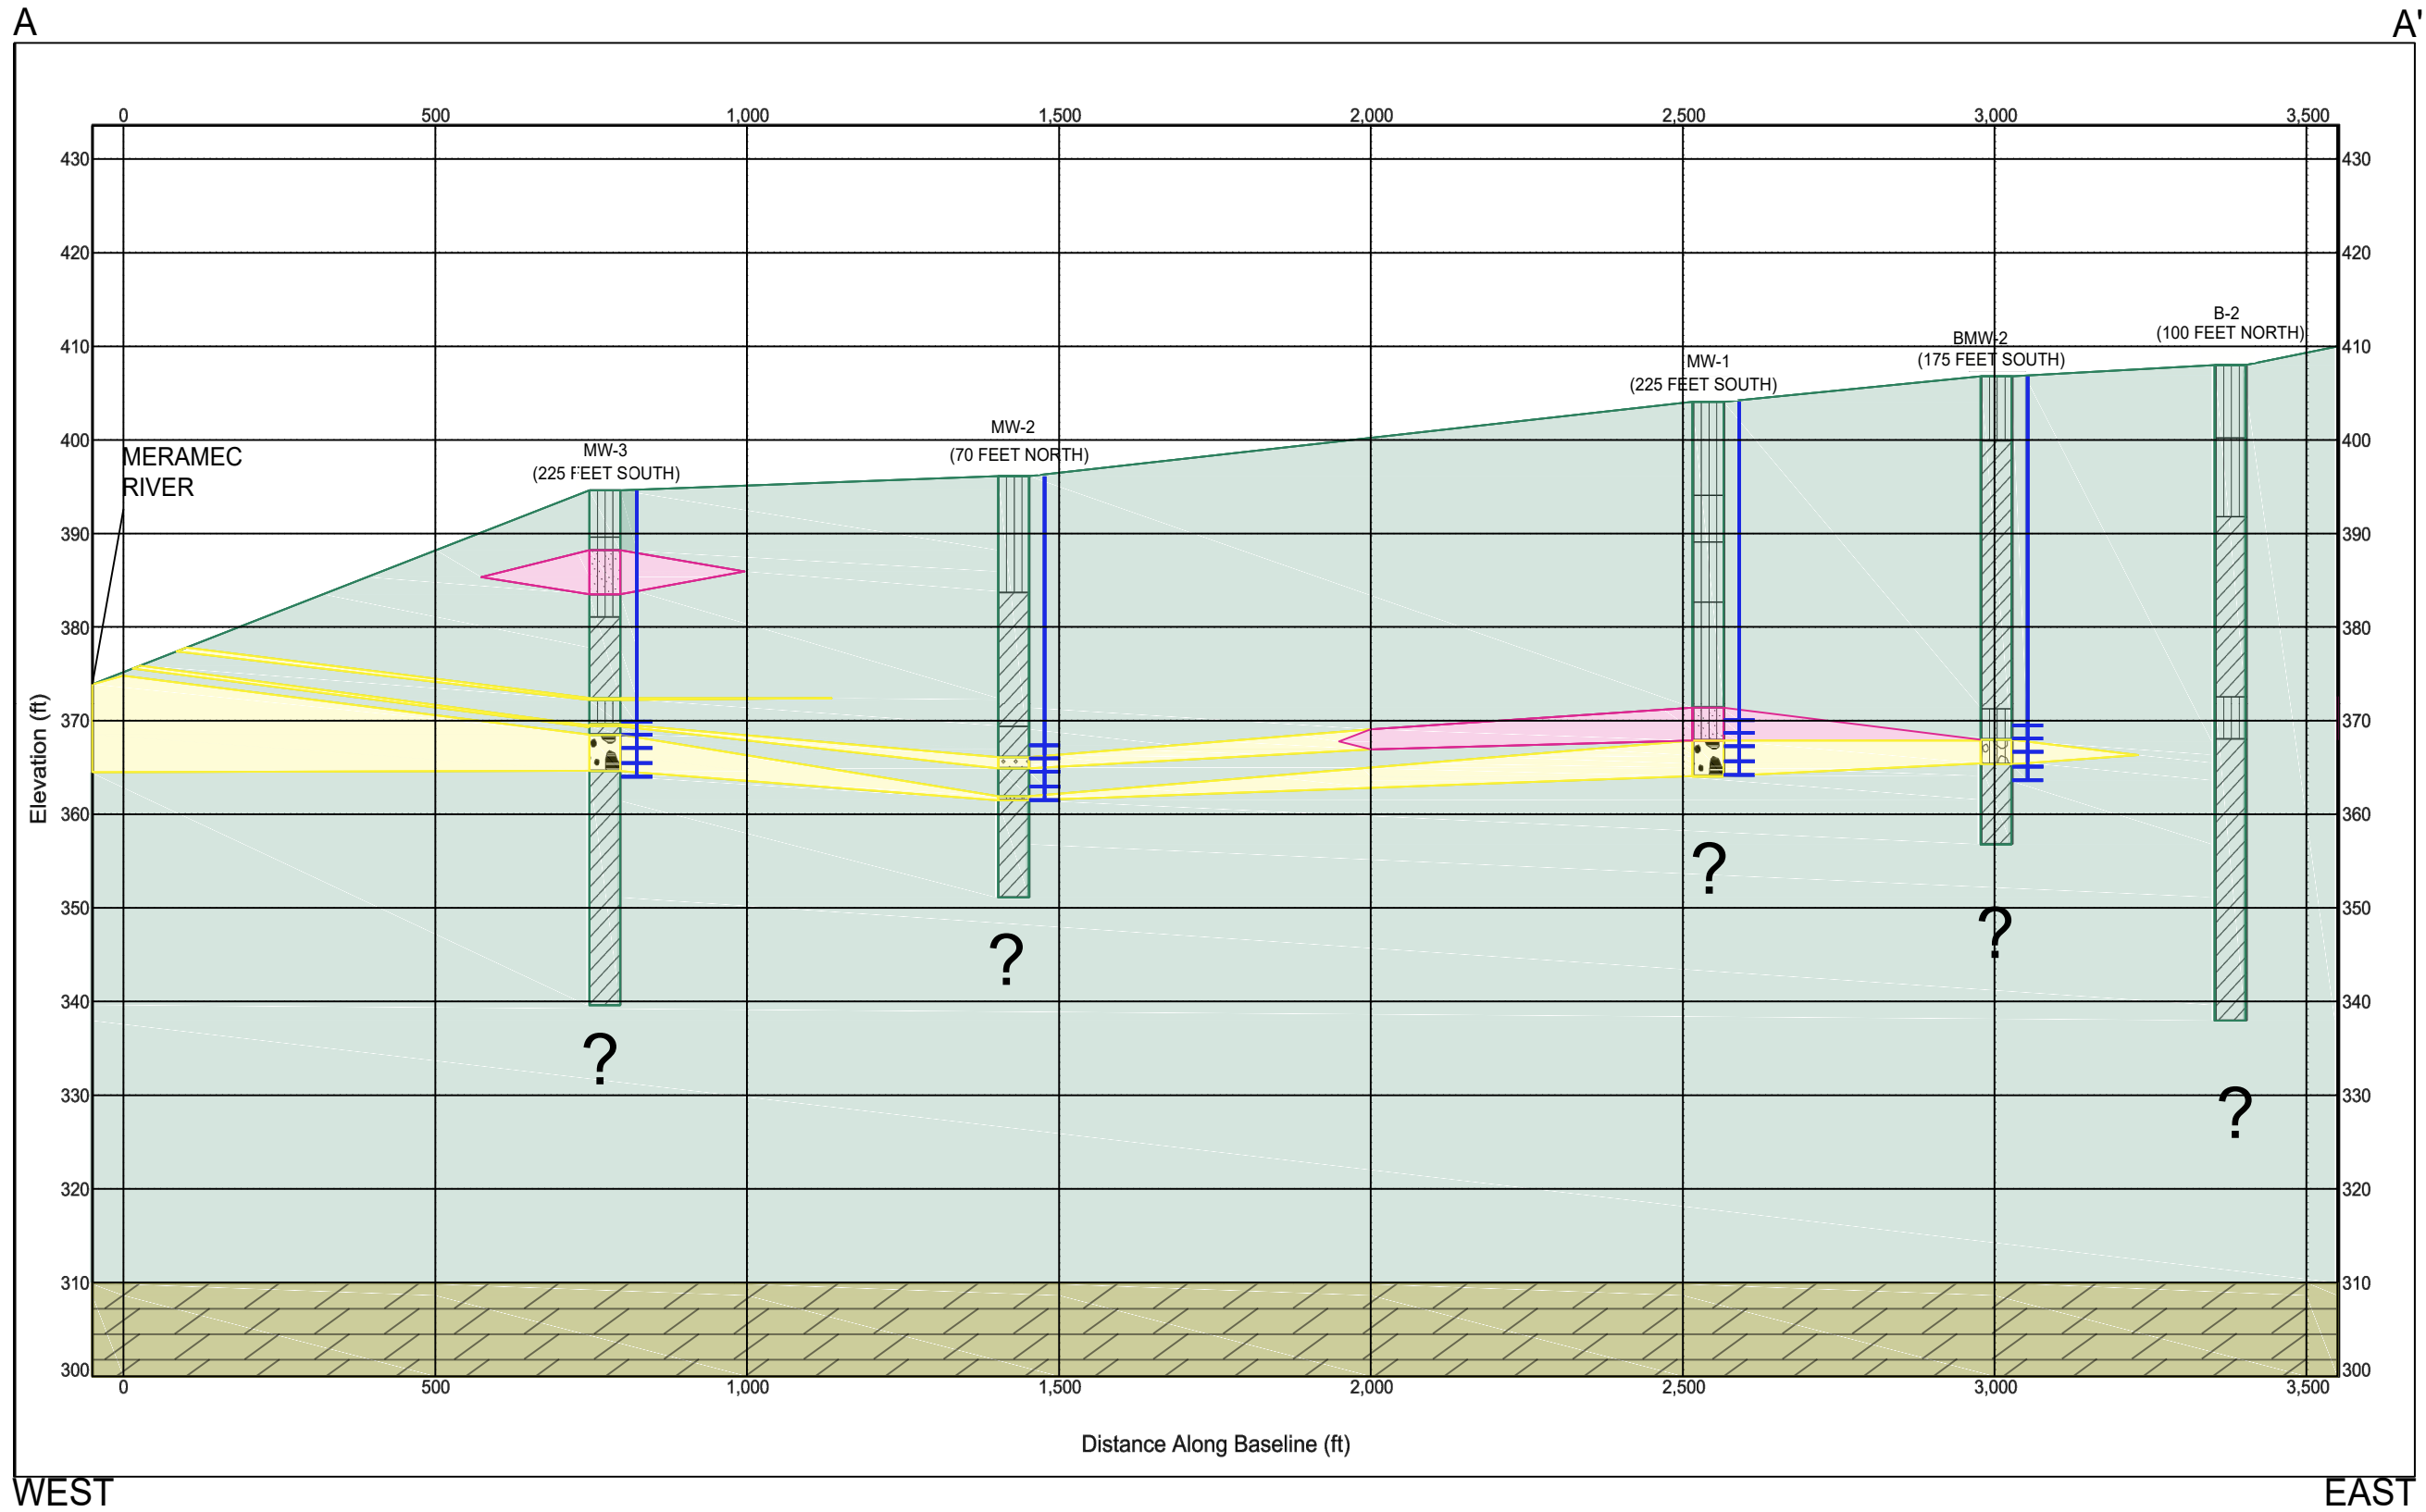 A A'
0 500 1,000 1,500 2,000 2,500 3,000 3,500
430 430
420 420
B-2
(100 FEET NORTH)
410 BMW-2 410
(175 FEET SOUTH)
MW-1
(225 FEET SOUTH)
MW-2
400 400
MW-3
(70 FEET NORTH)
MERAMEC
(225 FEET SOUTH)
RIVER
390 390
380 380
370 370
Elevation (ft)
360 360
?
350 350
?
?
340 340
?
330 330
?
320 320
310 310
300 300
0 500 1,000 1,500 2,000 2,500 3,000 3,500
Distance Along Baseline (ft)
WEST EAST